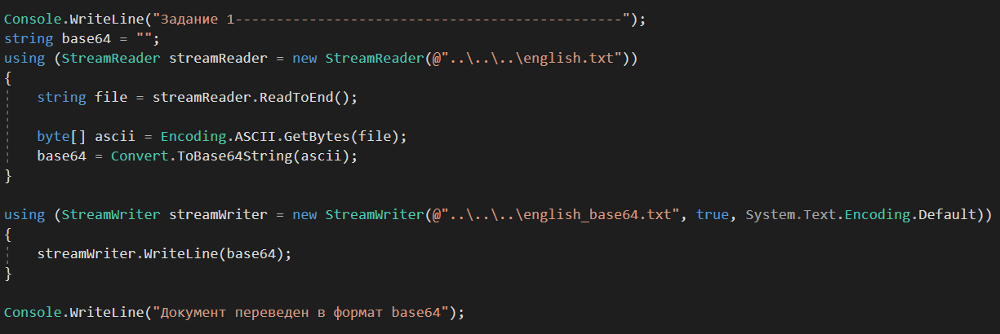 Console.WriteLine("Задание 1-----------------------------------------------");
string base64 = "";
using (StreamReader streamReader = new StreamReader(@"..\..\..\english.txt"))
{
string file = streamReader.ReadToEnd();
byte[] ascii = Encoding.ASCII.GetBytes(file);
base64 = Convert.ToBase64String(ascii);
}
using (StreamWriter streamWriter = new StreamWriter(@"..\..\..\english_base64.txt", true, System.Text.Encoding.Default))
{
streamWriter.WriteLine(base64);
}
Console.WriteLine("Документ переведен в формат base64");